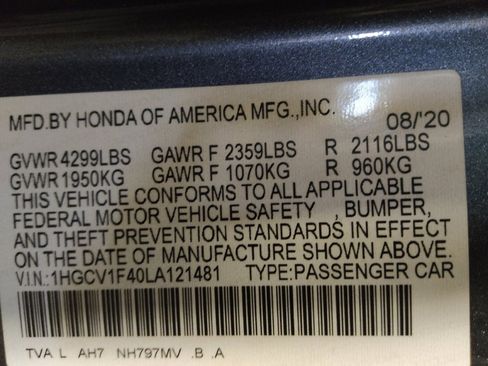 MFD.BY HONDA OF AMERICA MFG.,INC. 08/'20
GVWR 4299LBS GAWR F 2359LBS R 2116LBS
GVWR 1950KG GAWR F 1070KG R 960KG
THIS VEHICLE CONFORMS TO ALL APPLICABLE
FEDERAL MOTOR VEHICLE SAFETY , BUMPER,
AND THEFT PREVENTION STANDARDS IN EFFECT
ON THE DATE OF MANUFACTURE SHOWN ABOVE.
V.I.N.:1HGCV1F40LA121481 TYPE:PASSENGER CAR
TVA L AH7 NH797MV .B .A